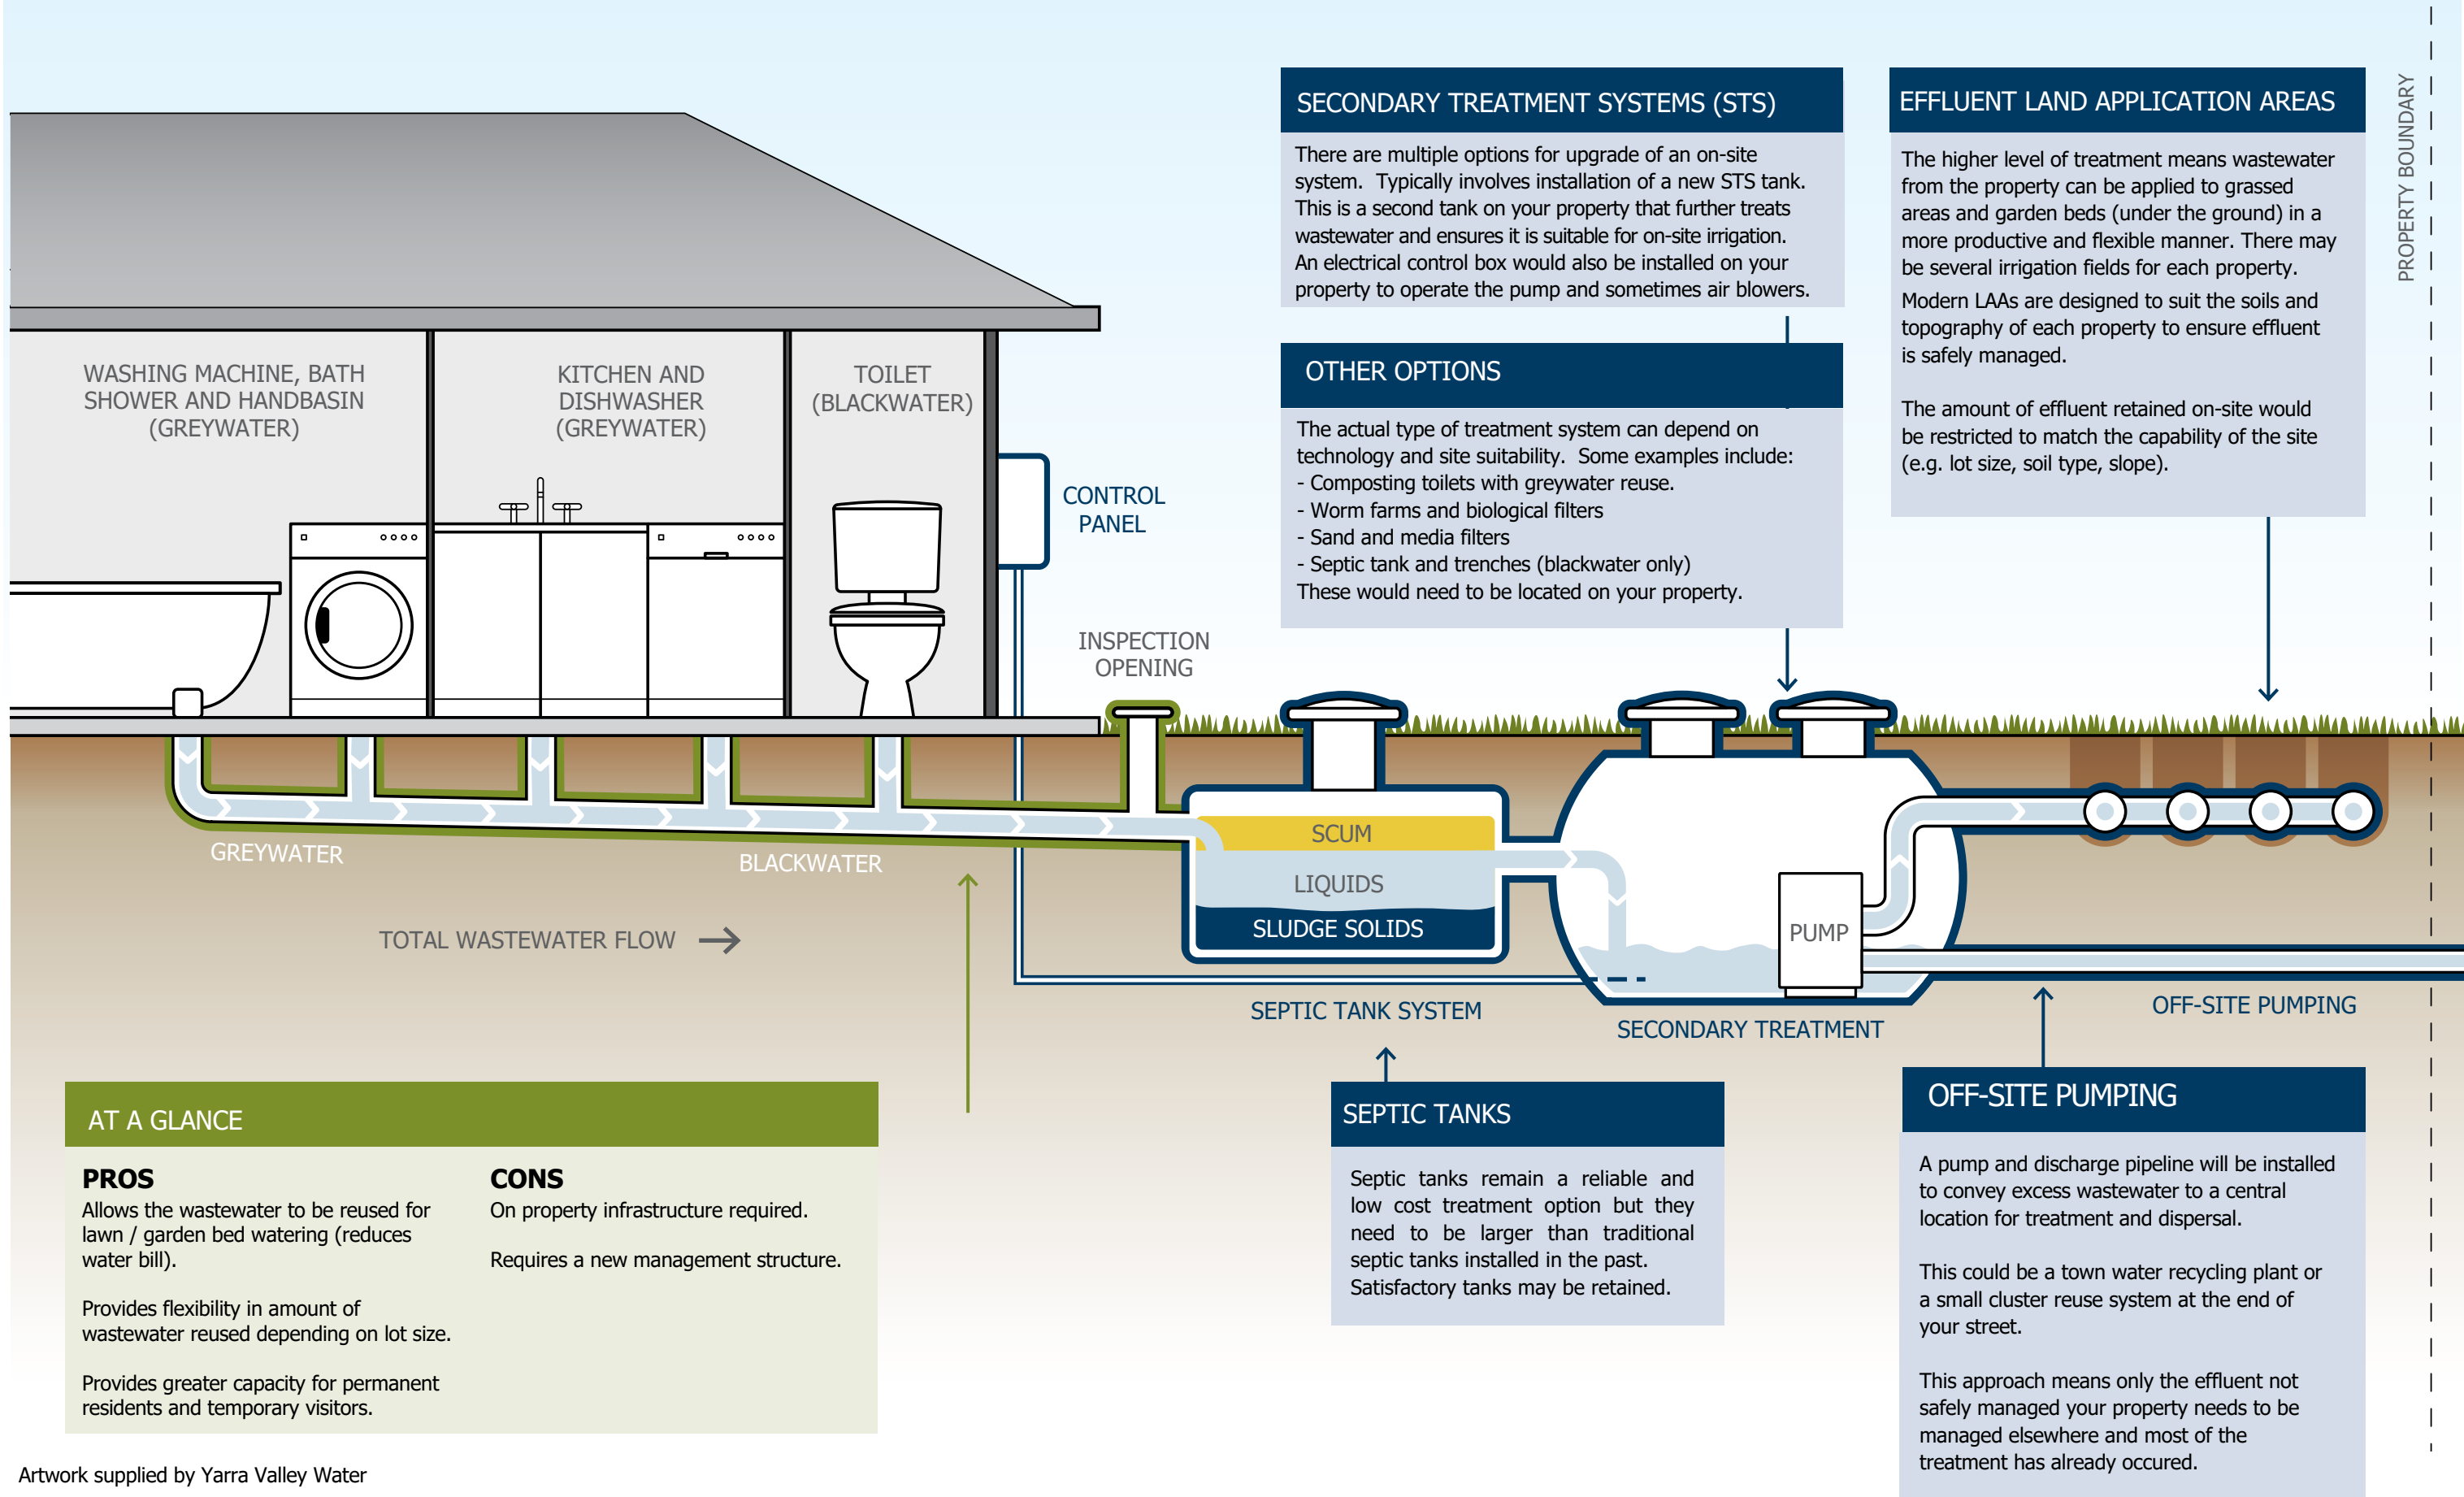 SECONDARY TREATMENT SYSTEMS (STS)
There are multiple options for upgrade of an on-site
system. Typically involves installation of a new STS tank.
This is a second tank on your property that further treats
wastewater and ensures it is suitable for on-site irrigation.
An electrical control box would also be installed on your
property to operate the pump and sometimes air blowers.
EFFLUENT LAND APPLICATION AREAS
The higher level of treatment means wastewater
from the property can be applied to grassed
areas and garden beds (under the ground) in a
more productive and flexible manner. There may
be several irrigation fields for each property.
Modern LAAs are designed to suit the soils and
topography of each property to ensure effluent
is safely managed.
The amount of effluent retained on-site would
be restricted to match the capability of the site
(e.g. lot size, soil type, slope).
PROPERTY BOUNDARY
OTHER OPTIONS
The actual type of treatment system can depend on
technology and site suitability. Some examples include:
- Composting toilets with greywater reuse.
- Worm farms and biological filters
- Sand and media filters
- Septic tank and trenches (blackwater only)
These would need to be located on your property.
WASHING MACHINE, BATH
SHOWER AND HANDBASIN
(GREYWATER)
KITCHEN AND
DISHWASHER
(GREYWATER)
TOILET
(BLACKWATER)
CONTROL
PANEL
INSPECTION
OPENING
GREYWATER
BLACKWATER
TOTAL WASTEWATER FLOW
SCUM
LIQUIDS
SLUDGE SOLIDS
PUMP
SEPTIC TANK SYSTEM
SECONDARY TREATMENT
OFF-SITE PUMPING
AT A GLANCE
PROS
Allows the wastewater to be reused for
lawn / garden bed watering (reduces
water bill).
Provides flexibility in amount of
wastewater reused depending on lot size.
Provides greater capacity for permanent
residents and temporary visitors.
CONS
On property infrastructure required.
Requires a new management structure.
SEPTIC TANKS
Septic tanks remain a reliable and
low cost treatment option but they
need to be larger than traditional
septic tanks installed in the past.
Satisfactory tanks may be retained.
OFF-SITE PUMPING
A pump and discharge pipeline will be installed
to convey excess wastewater to a central
location for treatment and dispersal.
This could be a town water recycling plant or
a small cluster reuse system at the end of
your street.
This approach means only the effluent not
safely managed your property needs to be
managed elsewhere and most of the
treatment has already occured.
Artwork supplied by Yarra Valley Water